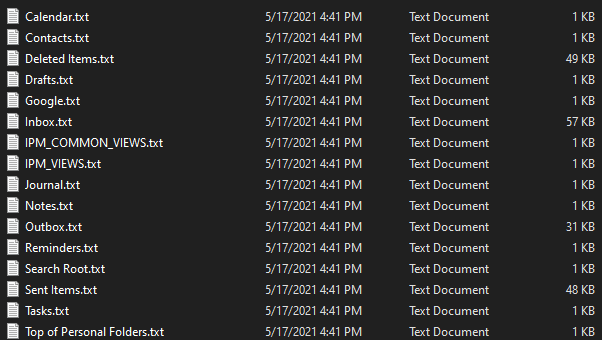 Calendar.txt 5/17/2021 4:41 PM Text Document 1 KB
Contacts.txt 5/17/2021 4:41 PM Text Document 1 KB
Deleted Items.txt 5/17/2021 4:41 PM Text Document 49 KB
Drafts.txt 5/17/2021 4:41 PM Text Document 1 KB
Google.txt 5/17/2021 4:41 PM Text Document 1 KB
Inbox.txt 5/17/2021 4:41 PM Text Document 57 KB
IPM_COMMON_VIEWS.txt 5/17/2021 4:41 PM Text Document 1 KB
IPM_VIEWS.txt 5/17/2021 4:41 PM Text Document 1 KB
Journal.txt 5/17/2021 4:41 PM Text Document 1 KB
Notes.txt 5/17/2021 4:41 PM Text Document 1 KB
Outbox.txt 5/17/2021 4:41 PM Text Document 31 KB
Reminders.txt 5/17/2021 4:41 PM Text Document 1 KB
Search Root.txt 5/17/2021 4:41 PM Text Document 1 KB
Sent Items.txt 5/17/2021 4:41 PM Text Document 48 KB
Tasks.txt 5/17/2021 4:41 PM Text Document 1 KB
Top of Personal Folders.txt 5/17/2021 4:41 PM Text Document 1 KB